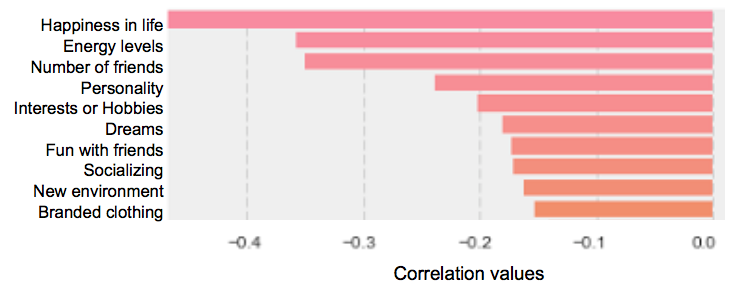 Happiness in life
Energy levels
Number of friends
Personality
Interests or Hobbies
Dreams
Fun with friends
Socializing
New environment
Branded clothing
−0.4 −0.3 −0.2 −0.1 0.0
Correlation values